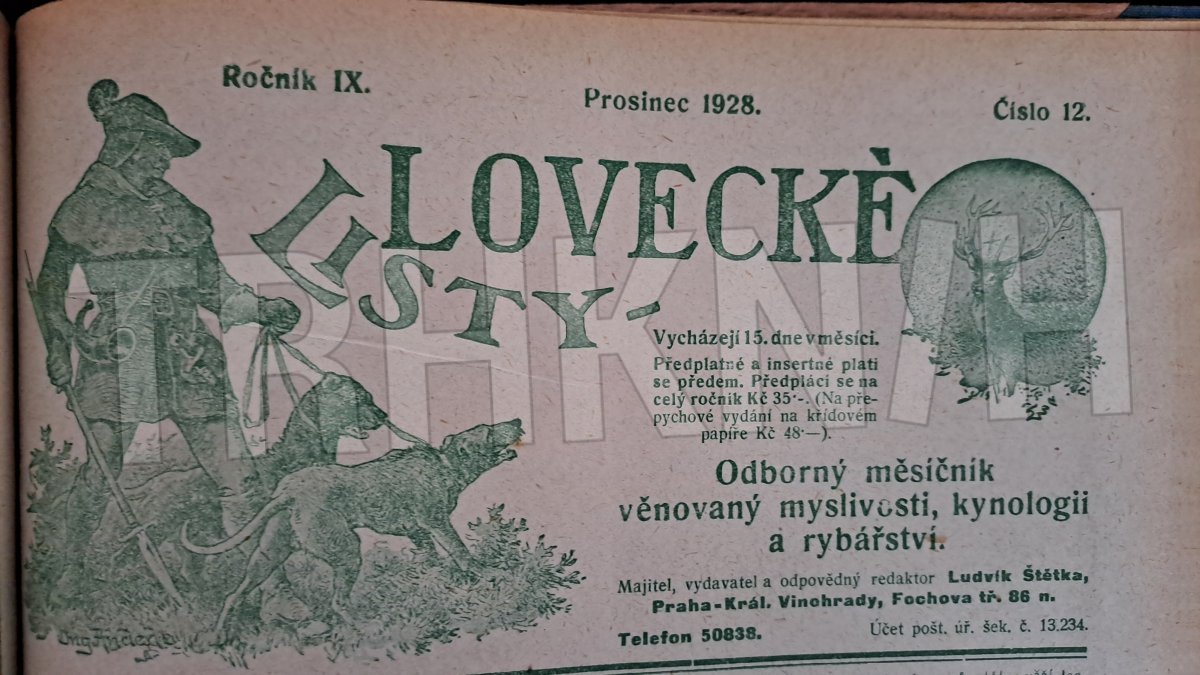 Ročník IX.
Prosinec 1928.
Číslo 12.
LOVECKÉ
LISTY
Vycházejí 15. dne v měsíci.
Předplatné a insertné platí
se předem. Předplácí se na
celý ročník Kč 35·-. (Na pře-
pychové vydání na křídovém
papíře Kč 48·—).
Odborný měsíčník
věnovaný myslivosti, kynologii
a rybářství.
Majitel, vydavatel a odpovědný redaktor Ludvík Štětka,
Praha-Král. Vinohrady, Fochova tř. 86 n.
Telefon 50838.
Účet pošt. úř. šek. č. 13.234.
TRHKNIH